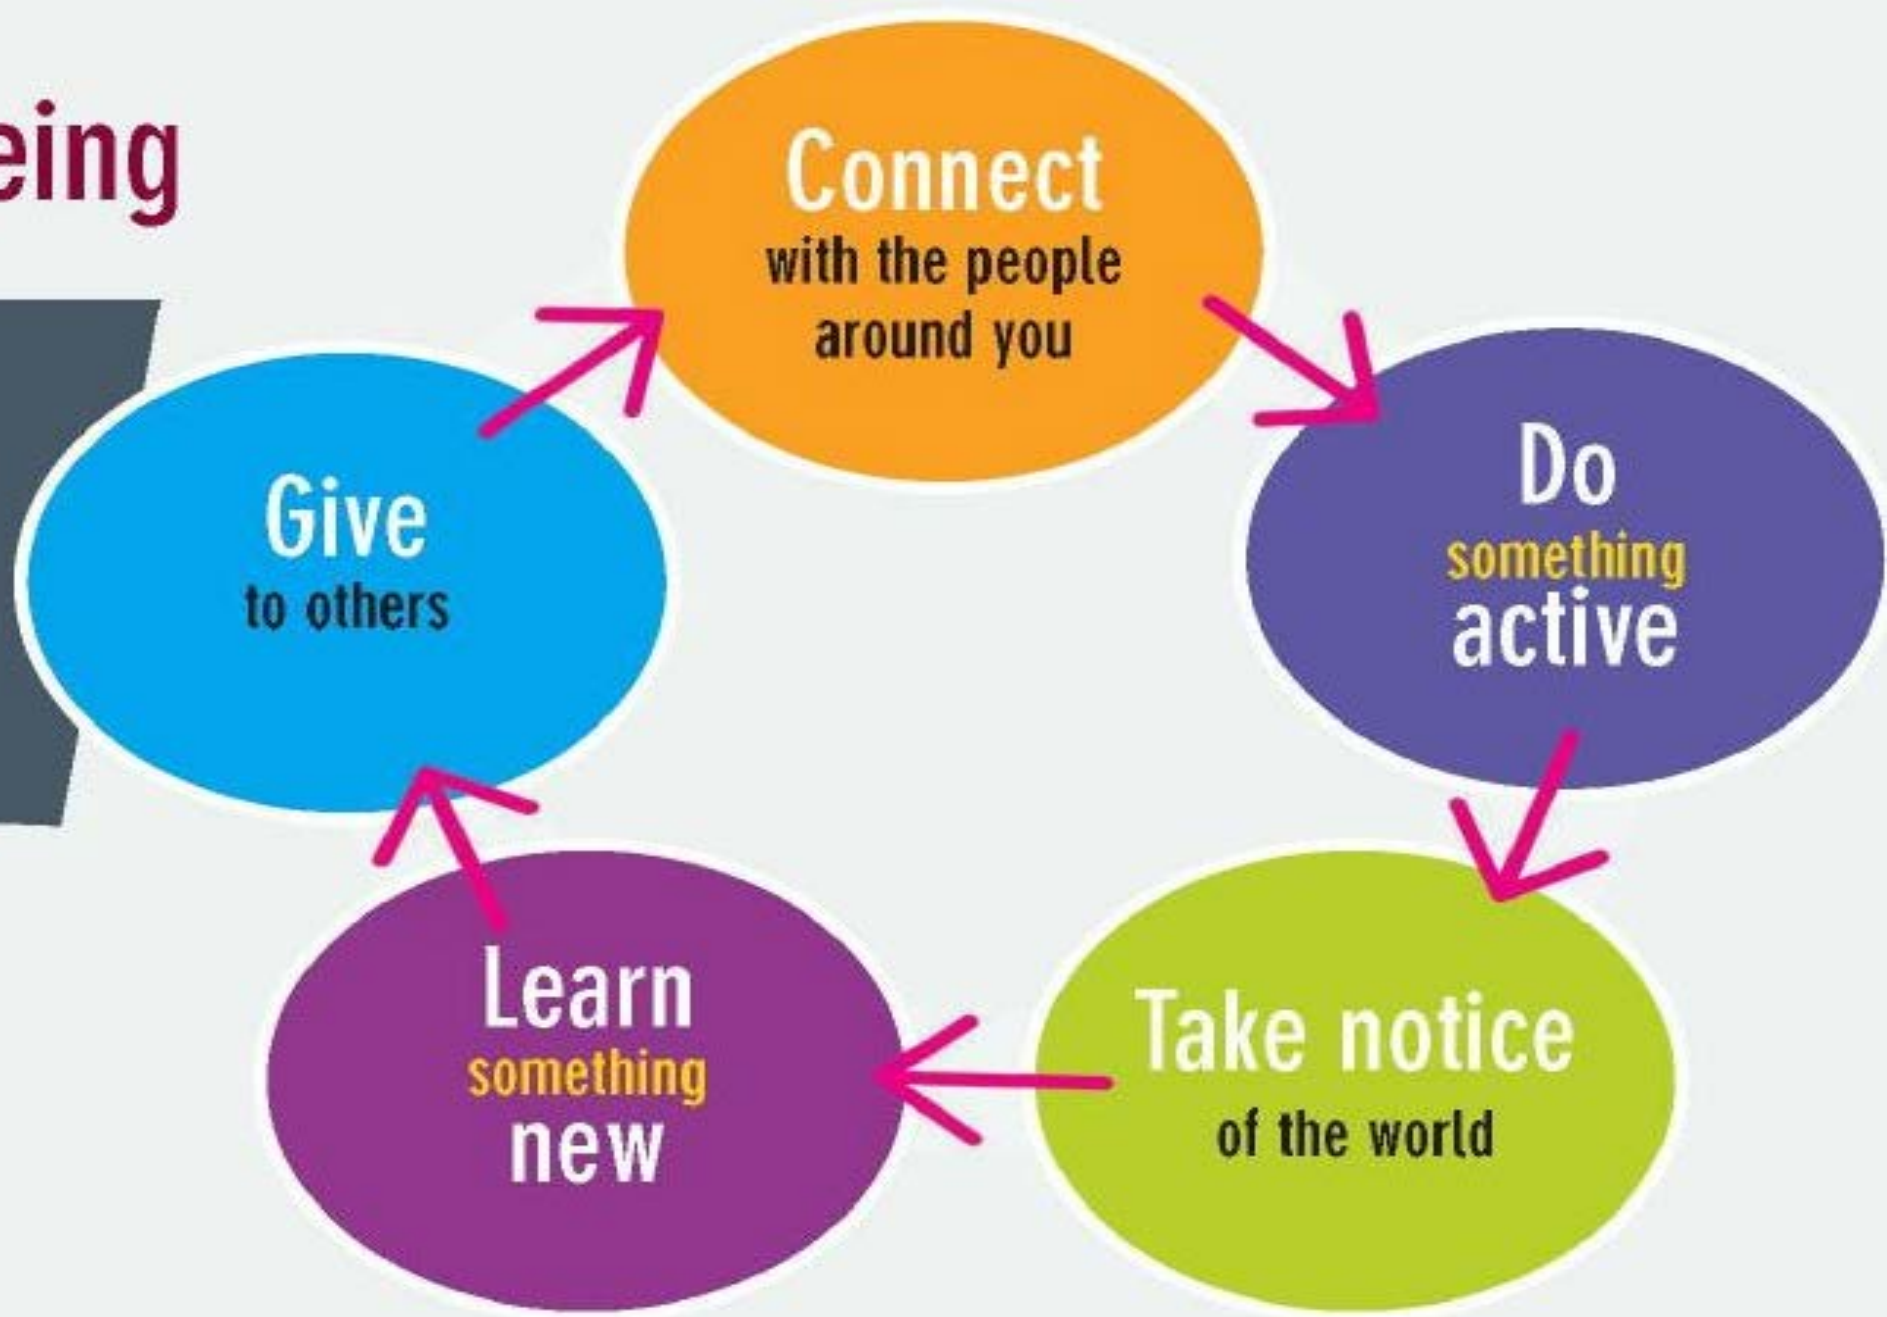 eing
Connect
with the people
around you
Do
something
active
Take notice
of the world
Learn
something
new
Give
to others